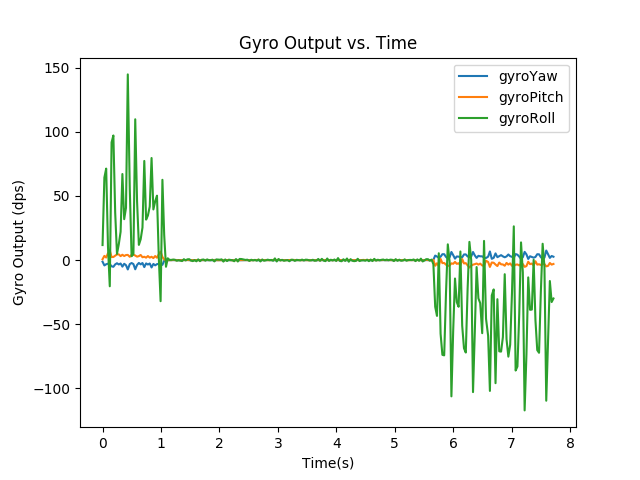 Gyro Output vs. Time
gyroYaw
gyroPitch
gyroRoll
150
100
50
0
−50
−100
Gyro Output (dps)
0 1 2 3 4 5 6 7 8
Time(s)